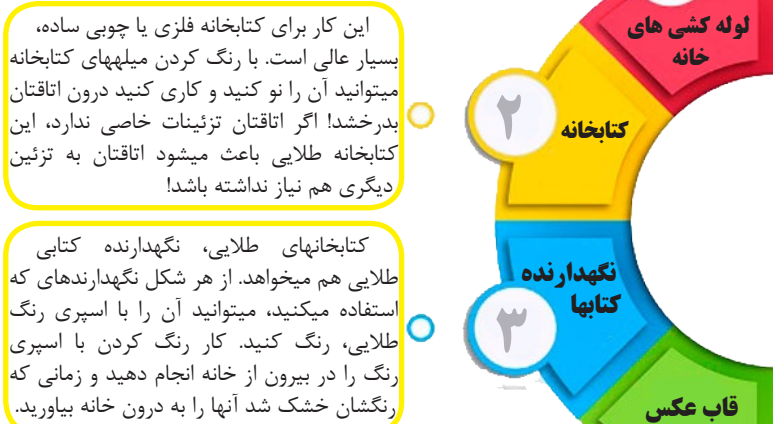 لوله کشی های
خانه
۲
کتابخانه
این کار برای کتابخانه فلزی یا چوبی ساده،
بسیار عالی است. با رنگ کردن میلههای کتابخانه
میتوانید آن را نو کنید و کاری کنید درون اتاقتان
بدرخشد! اگر اتاقتان تزئینات خاصی ندارد، این
کتابخانه طلایی باعث میشود اتاقتان به تزئین
دیگری هم نیاز نداشته باشد!
۳
نگهدارنده
کتابها
کتابخانهای طلایی، نگهدارنده کتابی
طلایی هم میخواهد. از هر شکل نگهدارندهای که
استفاده میکنید، میتوانید آن را با اسپری رنگ
طلایی، رنگ کنید. کار رنگ کردن با اسپری
رنگ را در بیرون از خانه انجام دهید و زمانی که
رنگشان خشک شد آنها را به درون خانه بیاورید.
قاب عکس